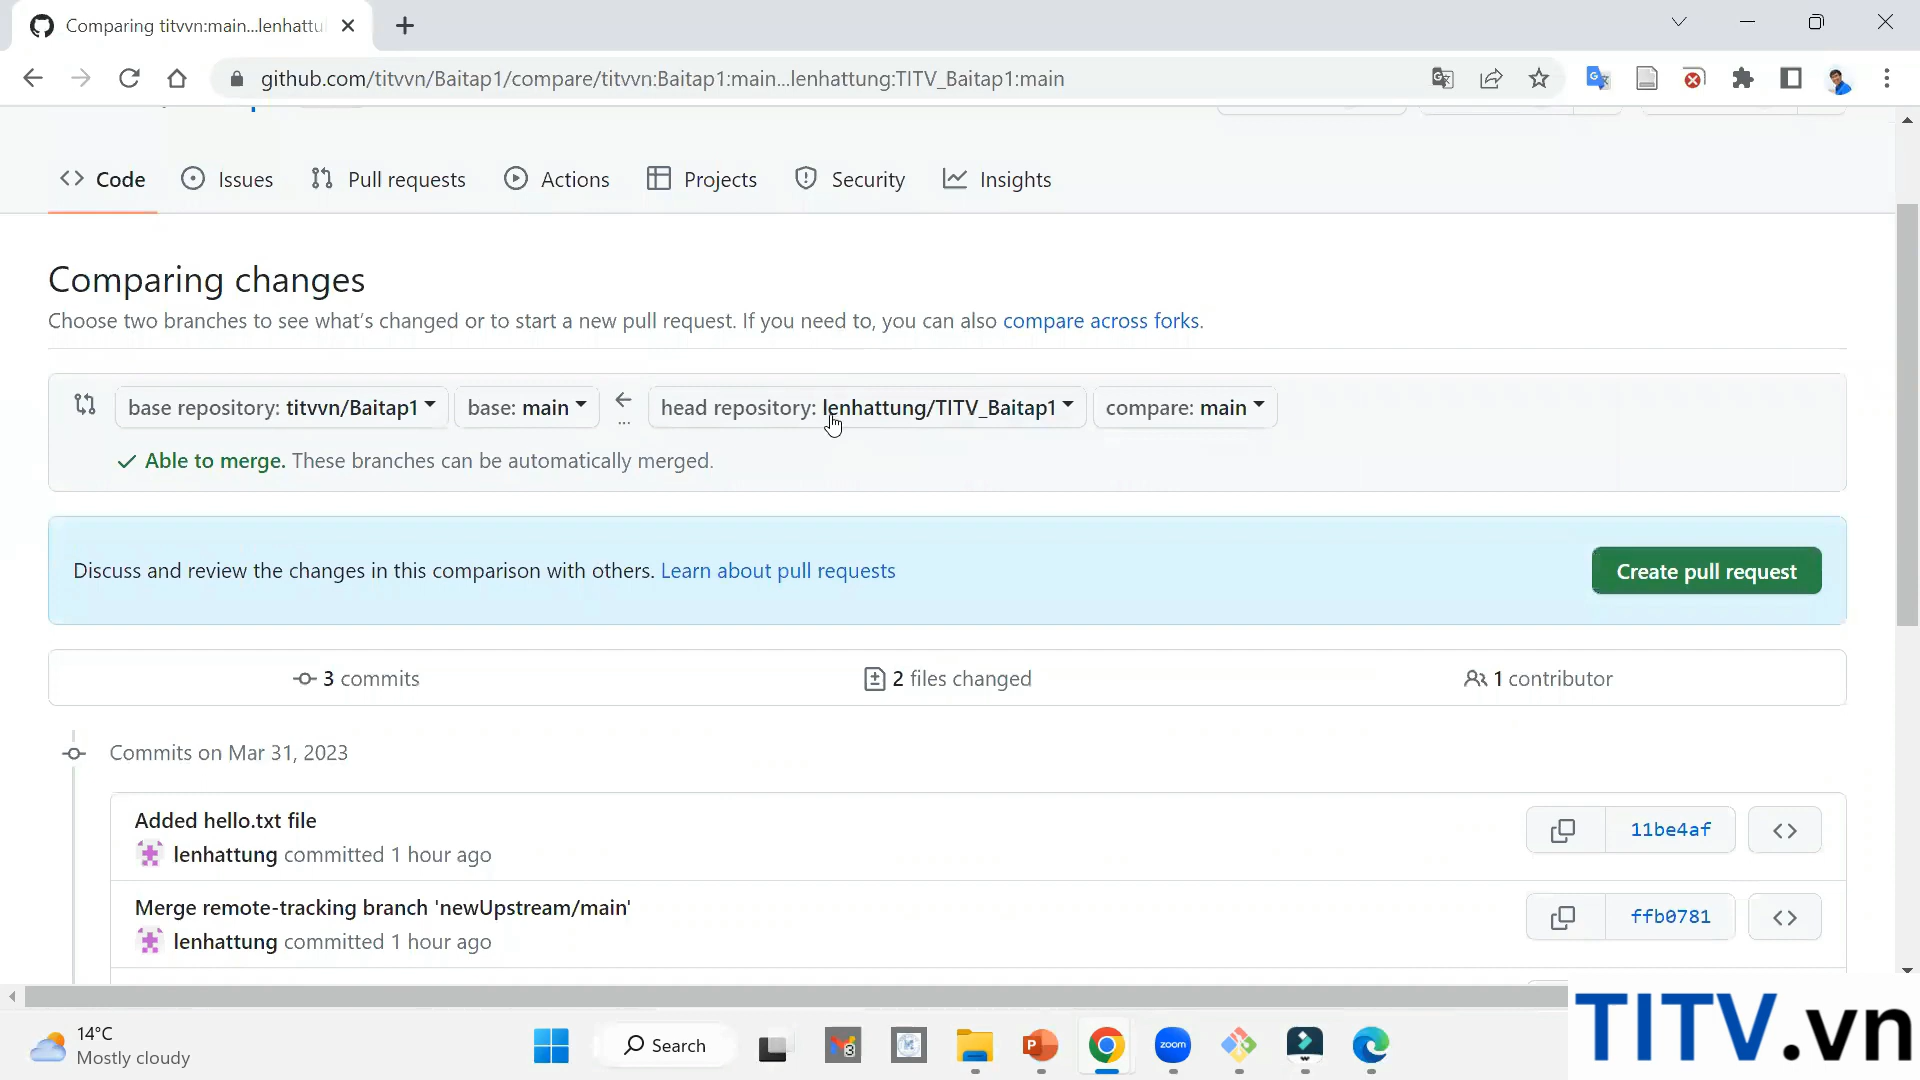 Comparing titvvn:main...lenhattu
github.com/titvvn/Baitap1/compare/titvvn:Baitap1:main...lenhattung:TITV_Baitap1:main
Code Issues Pull requests Actions Projects Security Insights
Comparing changes
Choose two branches to see what's changed or to start a new pull request. If you need to, you can also compare across forks.
base repository: titvvn/Baitap1 base: main ← ... head repository: lenhattung/TITV_Baitap1 compare: main
Able to merge. These branches can be automatically merged.
Discuss and review the changes in this comparison with others. Learn about pull requests Create pull request
3 commits 2 files changed 1 contributor
Commits on Mar 31, 2023
Added hello.txt file
11be4af
lenhattung committed 1 hour ago
Merge remote-tracking branch 'newUpstream/main'
ffb0781
lenhattung committed 1 hour ago
14°C
Mostly cloudy
Search
3
zoom
TITV.vn